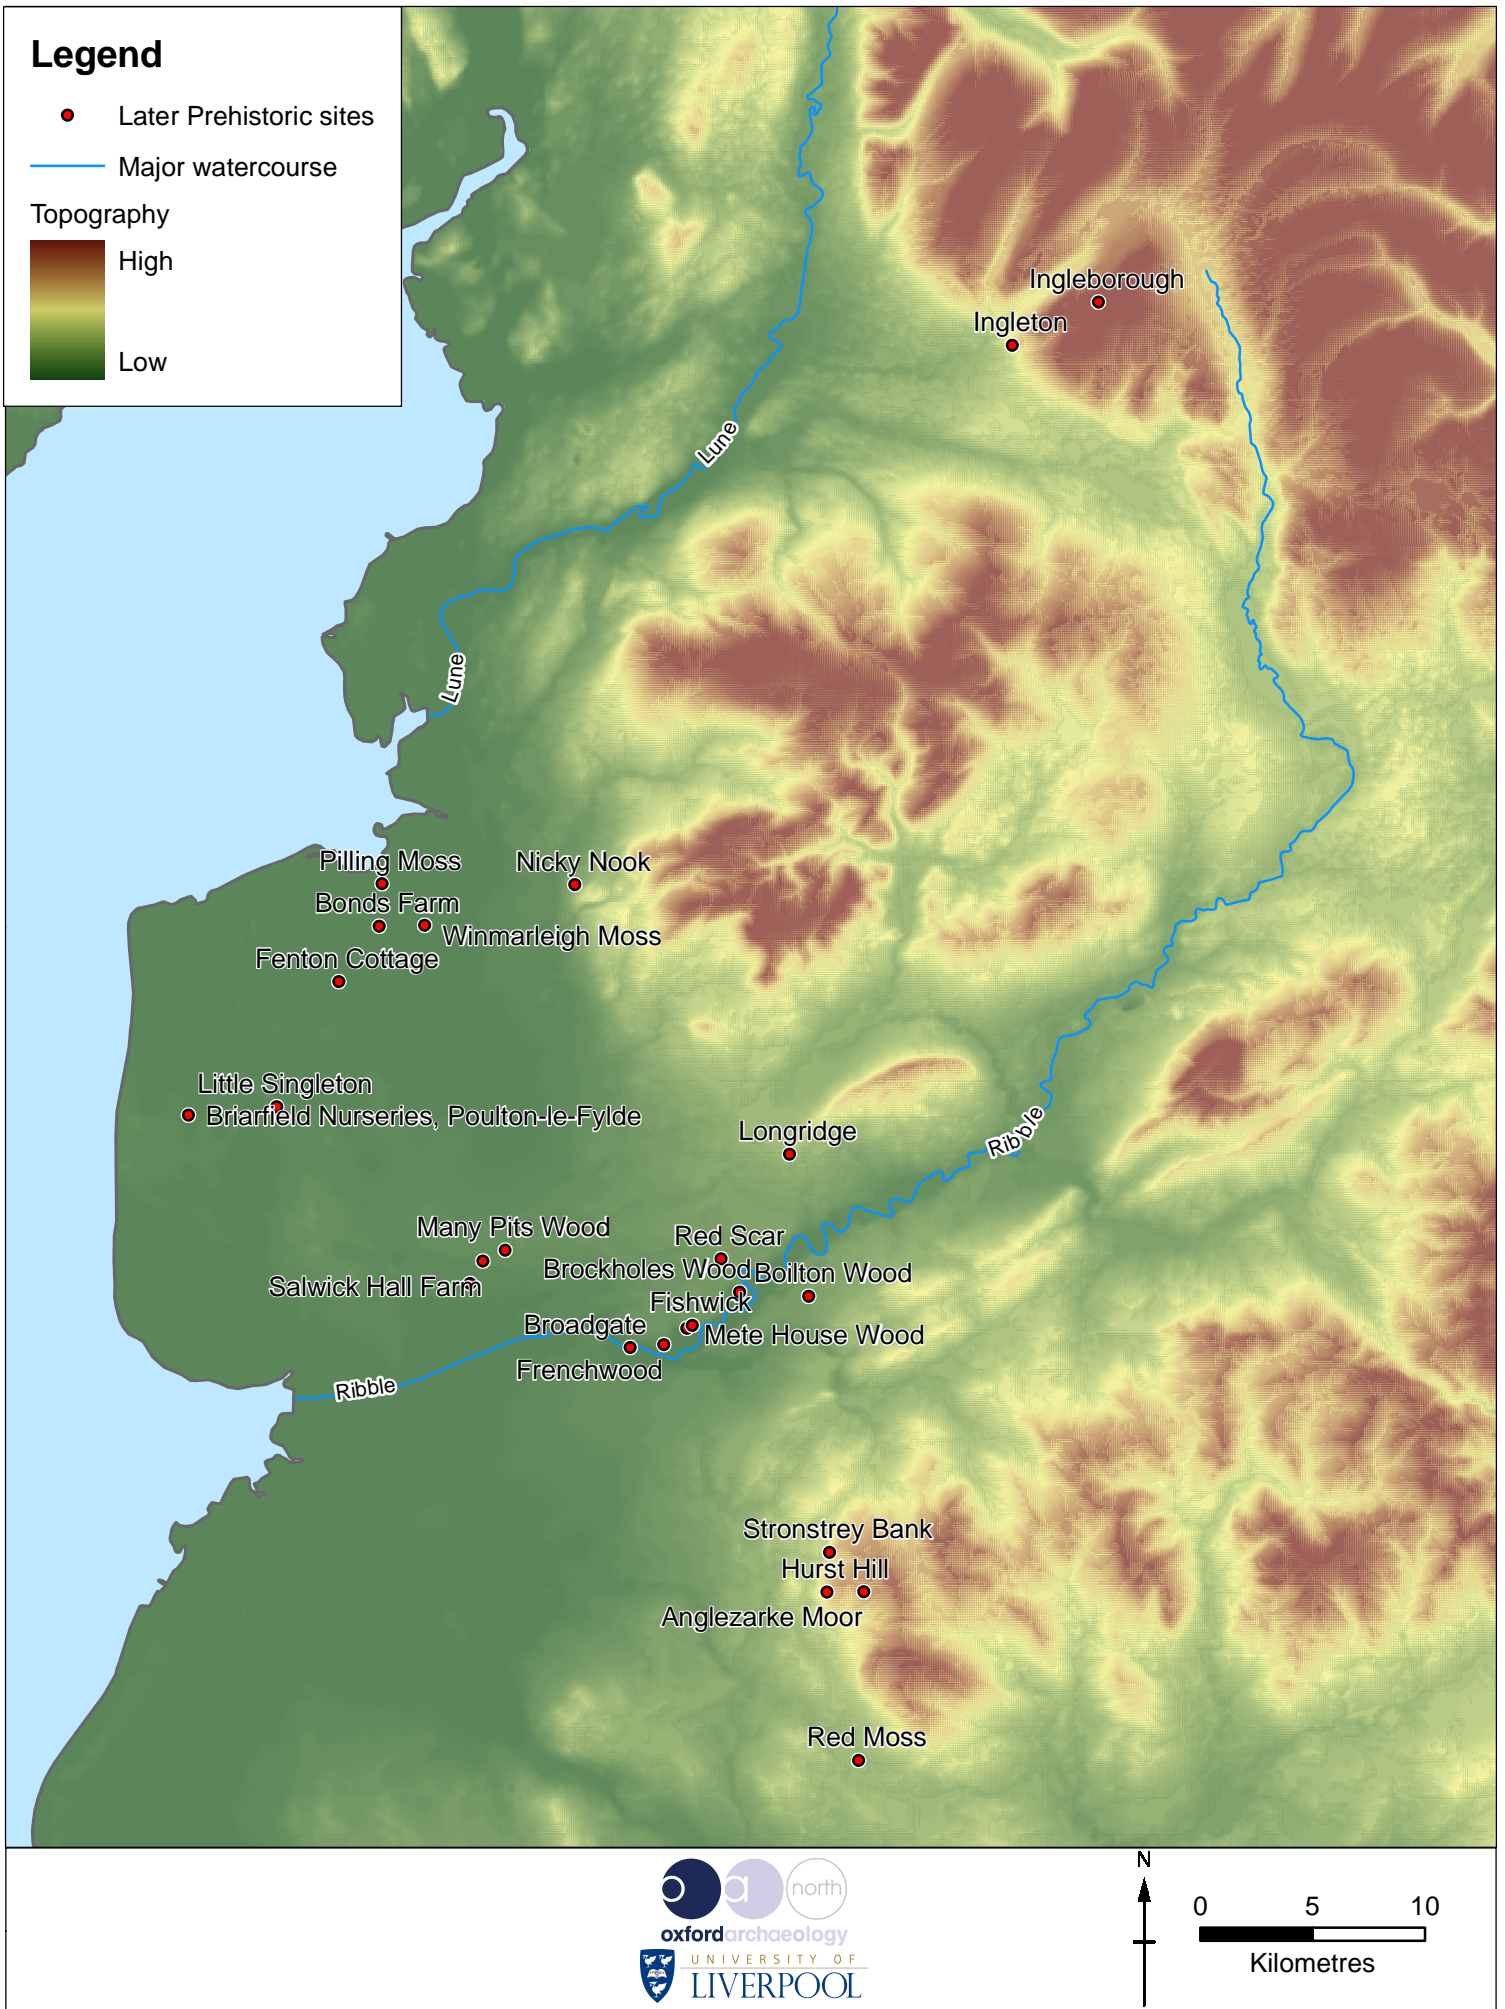 Legend
Later Prehistoric sites
Major watercourse
Topography
High
Low
Ingleborough
Ingleton
Lune
Lune
Pilling Moss
Nicky Nook
Bonds Farm
Winmarleigh Moss
Fenton Cottage
Little Singleton
Briarfield Nurseries, Poulton-le-Fylde
Longridge
Ribble
Many Pits Wood
Red Scar
Brockholes Wood
Boilton Wood
Salwick Hall Farm
Fishwick
Broadgate
Mete House Wood
Frenchwood
Ribble
Stronstrey Bank
Hurst Hill
Anglezarke Moor
Red Moss
N
oa north
oxfordarchaeology
UNIVERSITY OF
LIVERPOOL
0 5 10
Kilometres